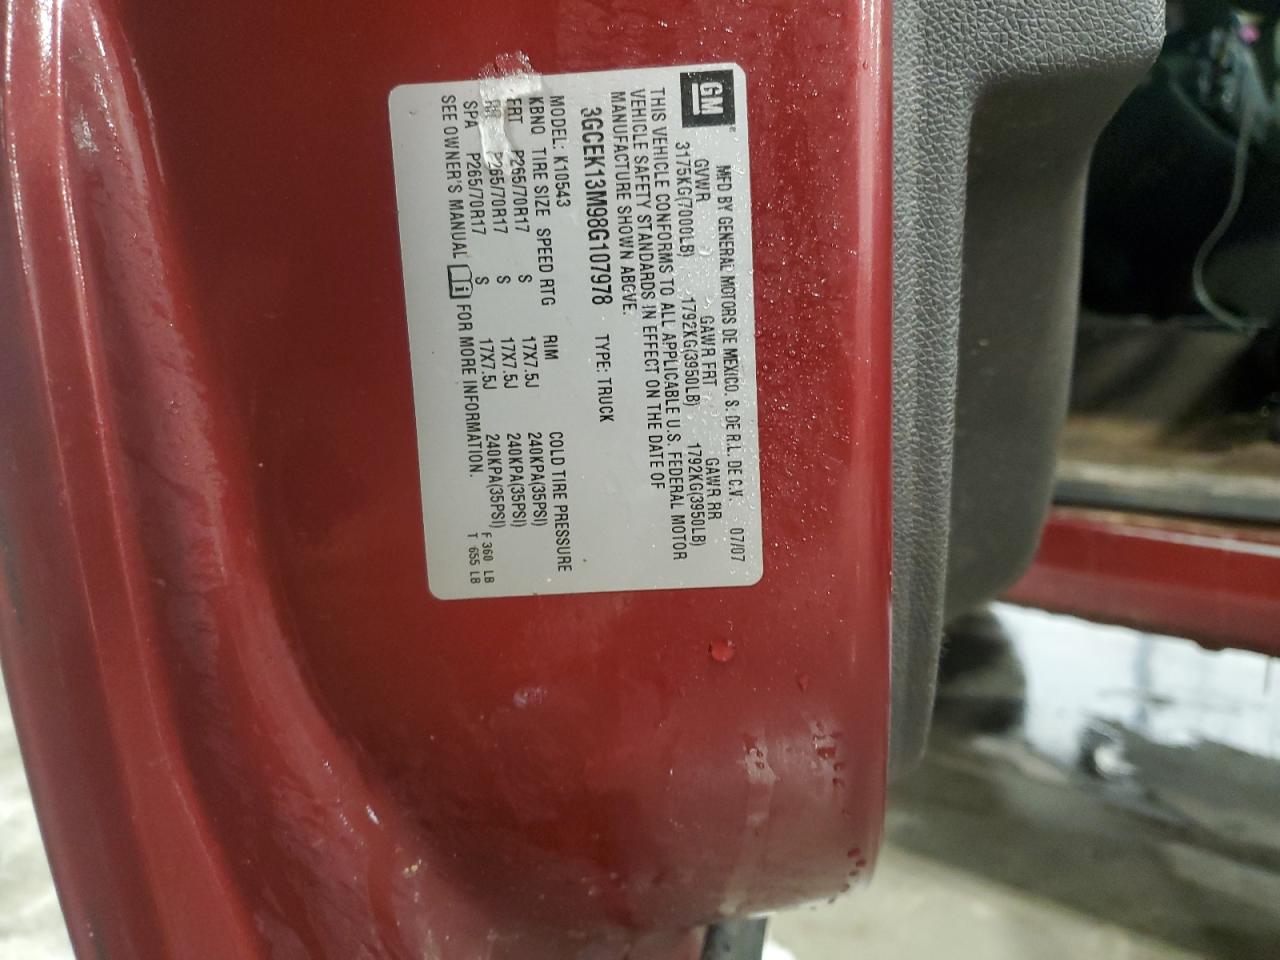 GM
MFD BY GENERAL MOTORS DE MEXICO. S. DE R.L. DE C.V. 07/07
GVWR GAWR FRT GAWR RR
3175KG(7000LB) 1792KG(3950LB) 1792KG(3950LB)
THIS VEHICLE CONFORMS TO ALL APPLICABLE U.S. FEDERAL MOTOR
VEHICLE SAFETY STANDARDS IN EFFECT ON THE DATE OF
MANUFACTURE SHOWN ABOVE.
3GCEK13M98G107978 TYPE: TRUCK
MODEL: K10543
KBNQ TIRE SIZE SPEED RTG RIM COLD TIRE PRESSURE
FRT P265/70R17 S 17X7.5J 240KPA(35PSI)
P265/70R17 S 17X7.5J 240KPA(35PSI)
SPA P265/70R17 S 17X7.5J 240KPA(35PSI) F 360 LB
SEE OWNER'S MANUAL FOR MORE INFORMATION. T 655 LB